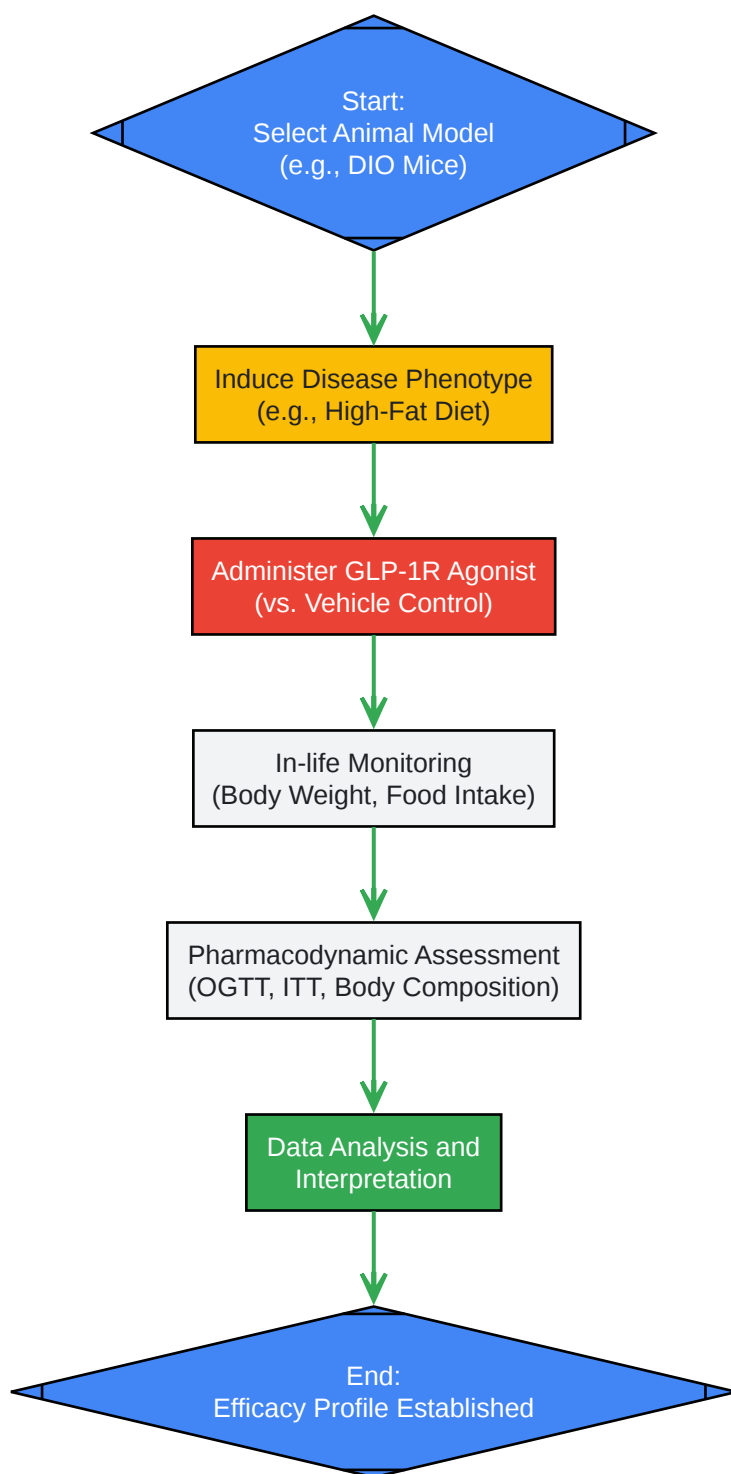 Start:
Select Animal Model
(e.g., DIO Mice)
Induce Disease Phenotype
(e.g., High-Fat Diet)
Administer GLP-1R Agonist
(vs. Vehicle Control)
In-life Monitoring
(Body Weight, Food Intake)
Pharmacodynamic Assessment
(OGTT, ITT, Body Composition)
Data Analysis and
Interpretation
End:
Efficacy Profile Established